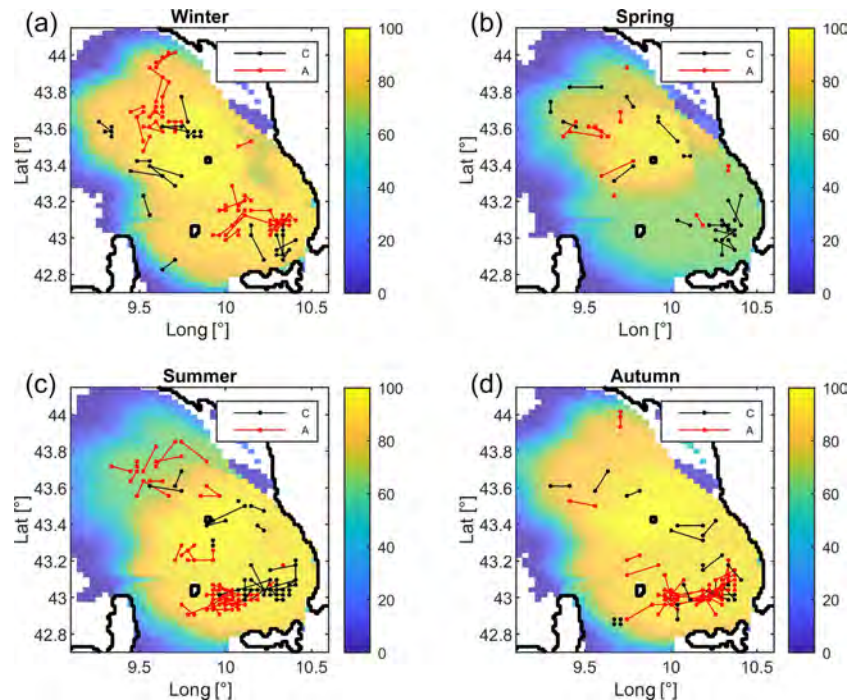 (a) Winter
C
A
Lat [°]
44
43.8
43.6
43.4
43.2
43
42.8
9.5 10 10.5
Long [°]
100
80
60
40
20
0
(b) Spring
C
A
Lat [°]
44
43.8
43.6
43.4
43.2
43
42.8
9.5 10 10.5
Lon [°]
100
80
60
40
20
0
(c) Summer
C
A
Lat [°]
44
43.8
43.6
43.4
43.2
43
42.8
9.5 10 10.5
Long [°]
100
80
60
40
20
0
(d) Autumn
C
A
Lat [°]
44
43.8
43.6
43.4
43.2
43
42.8
9.5 10 10.5
Long [°]
100
80
60
40
20
0